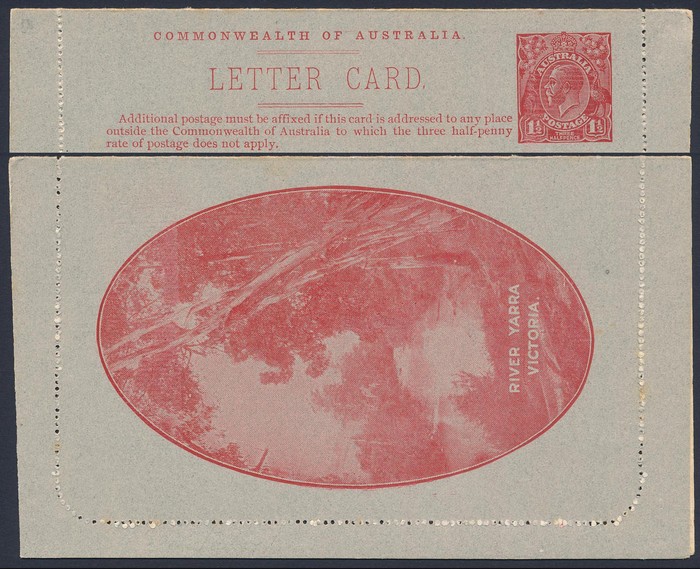 COMMONWEALTH OF AUSTRALIA.
LETTER CARD.
Additional postage must be affixed if this card is addressed to any place
outside the Commonwealth of Australia to which the three half-penny
rate of postage does not apply.
AUSTRALIA
1½ POSTAGE 1½
THREE
HALFPENCE
RIVER YARRA
VICTORIA.